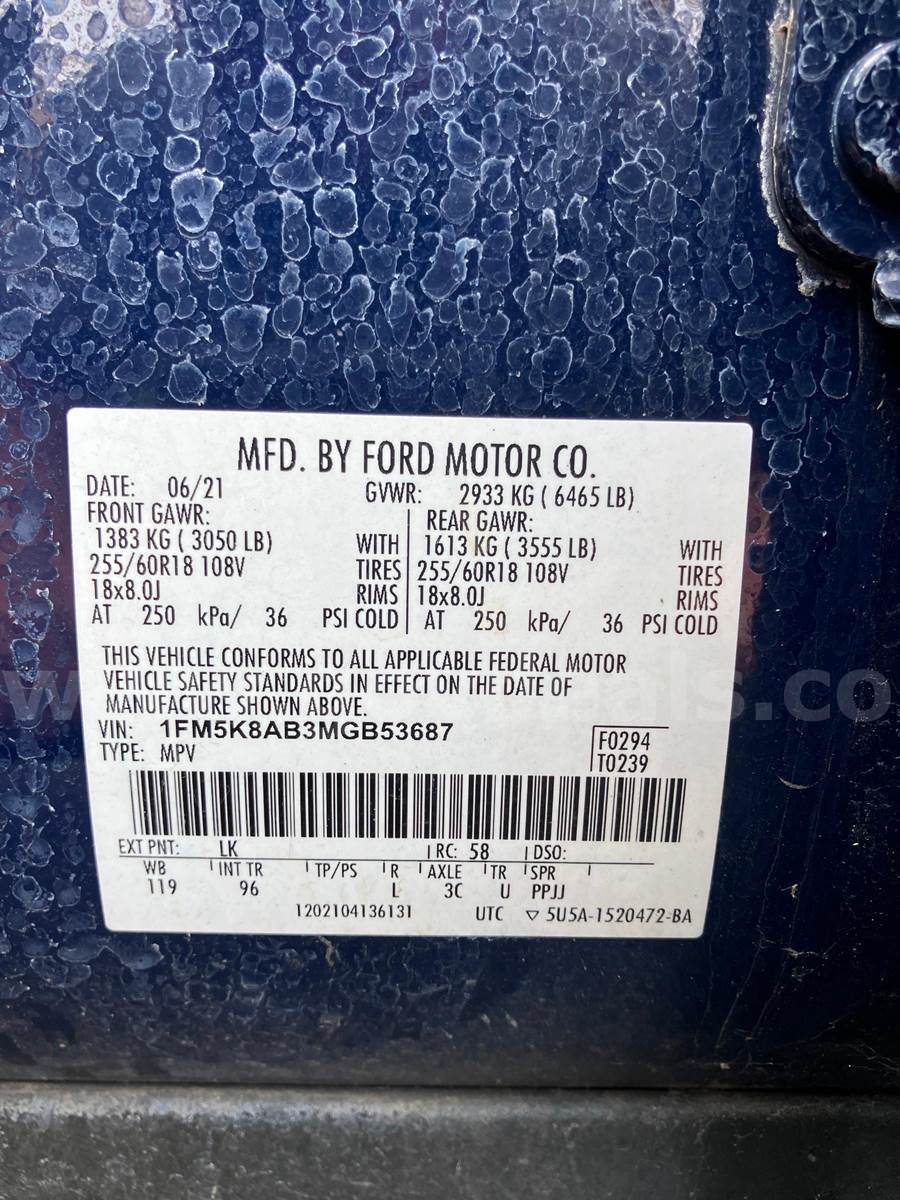 MFD. BY FORD MOTOR CO.
DATE: 06/21 GVWR: 2933 KG ( 6465 LB)
FRONT GAWR: REAR GAWR:
1383 KG ( 3050 LB) WITH 1613 KG ( 3555 LB) WITH
255/60R18 108V TIRES 255/60R18 108V TIRES
18x8.0J RIMS 18x8.0J RIMS
AT 250 kPa/ 36 PSI COLD AT 250 kPa/ 36 PSI COLD
THIS VEHICLE CONFORMS TO ALL APPLICABLE FEDERAL MOTOR
VEHICLE SAFETY STANDARDS IN EFFECT ON THE DATE OF
MANUFACTURE SHOWN ABOVE.
VIN: 1FM5K8AB3MGB53687 F0294
TYPE: MPV T0239
EXT PNT: LK RC: 58 DSO:
WB INT TR TP/PS R AXLE TR SPR
119 96 L 3C U PPJJ
1202104136131 UTC ▽ 5U5A-1520472-BA